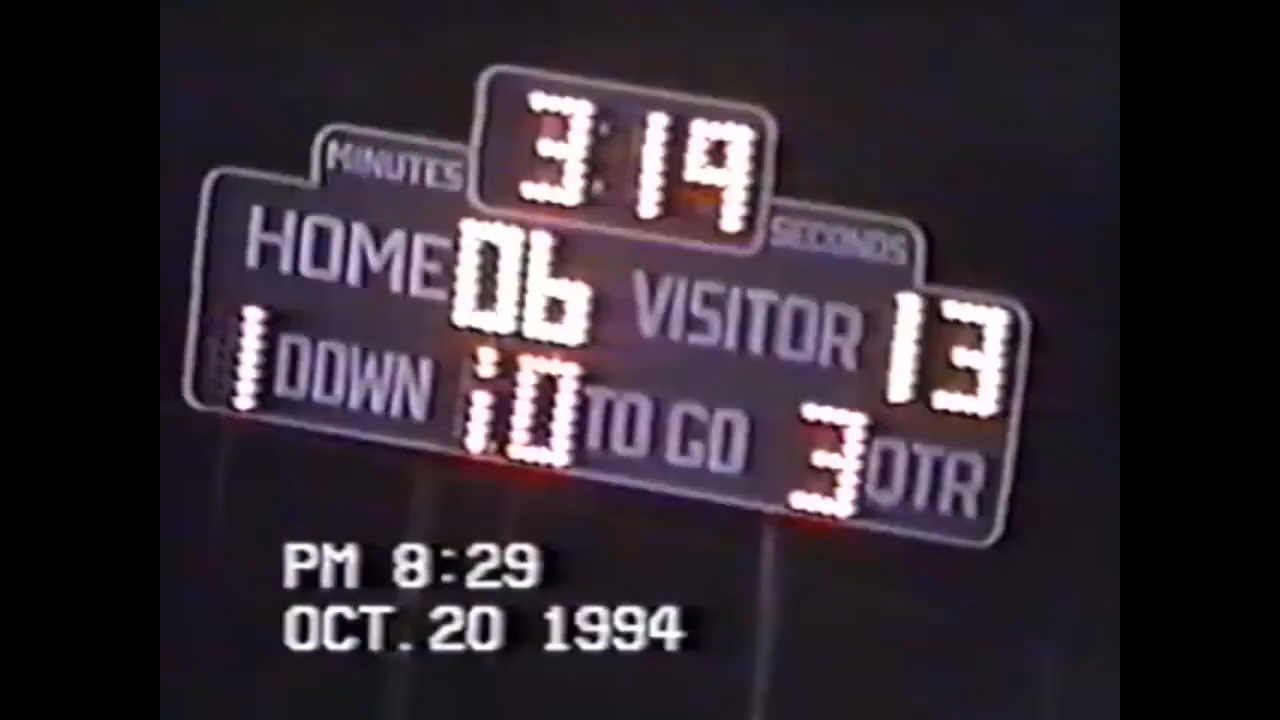 3:19
MINUTES SECONDS
HOME 06 VISITOR 13
1 DOWN 10 TO GO 3 QTR
PM 8:29
OCT. 20 1994